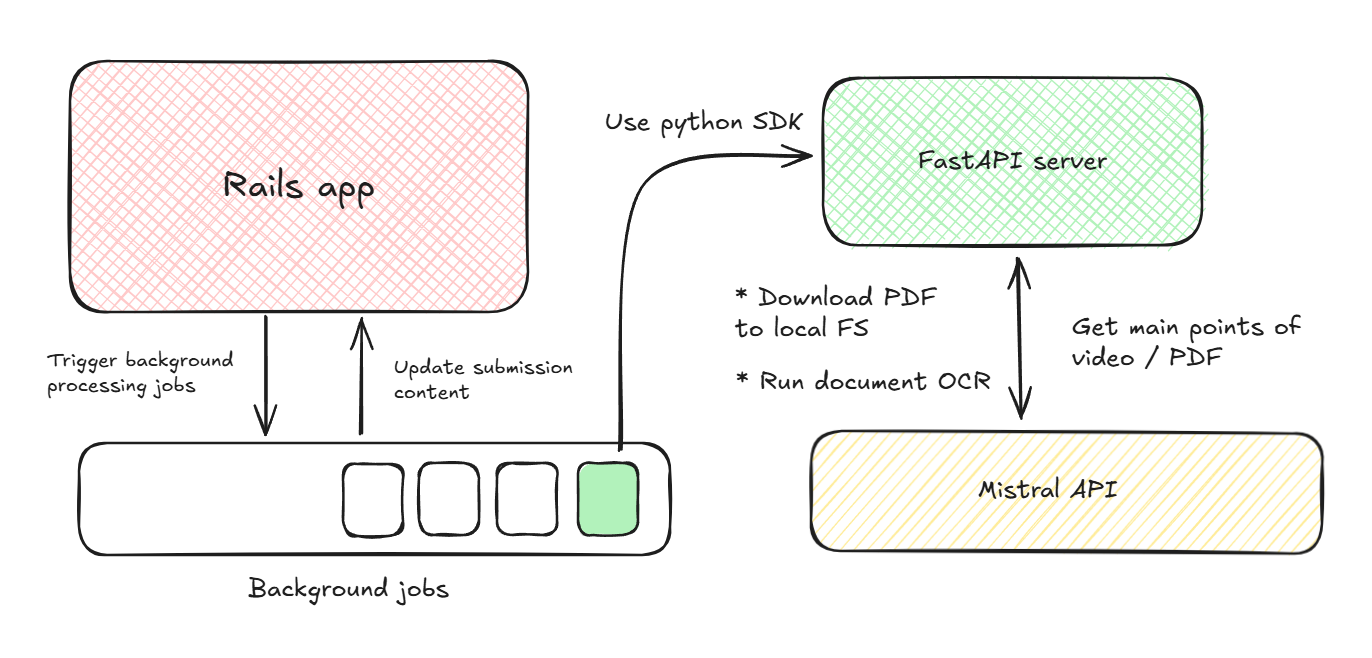 Rails app
Trigger background
processing jobs
Update submission
content
Background jobs
Use python SDK
FastAPI server
* Download PDF
to local FS
* Run document OCR
Get main points of
video / PDF
Mistral API